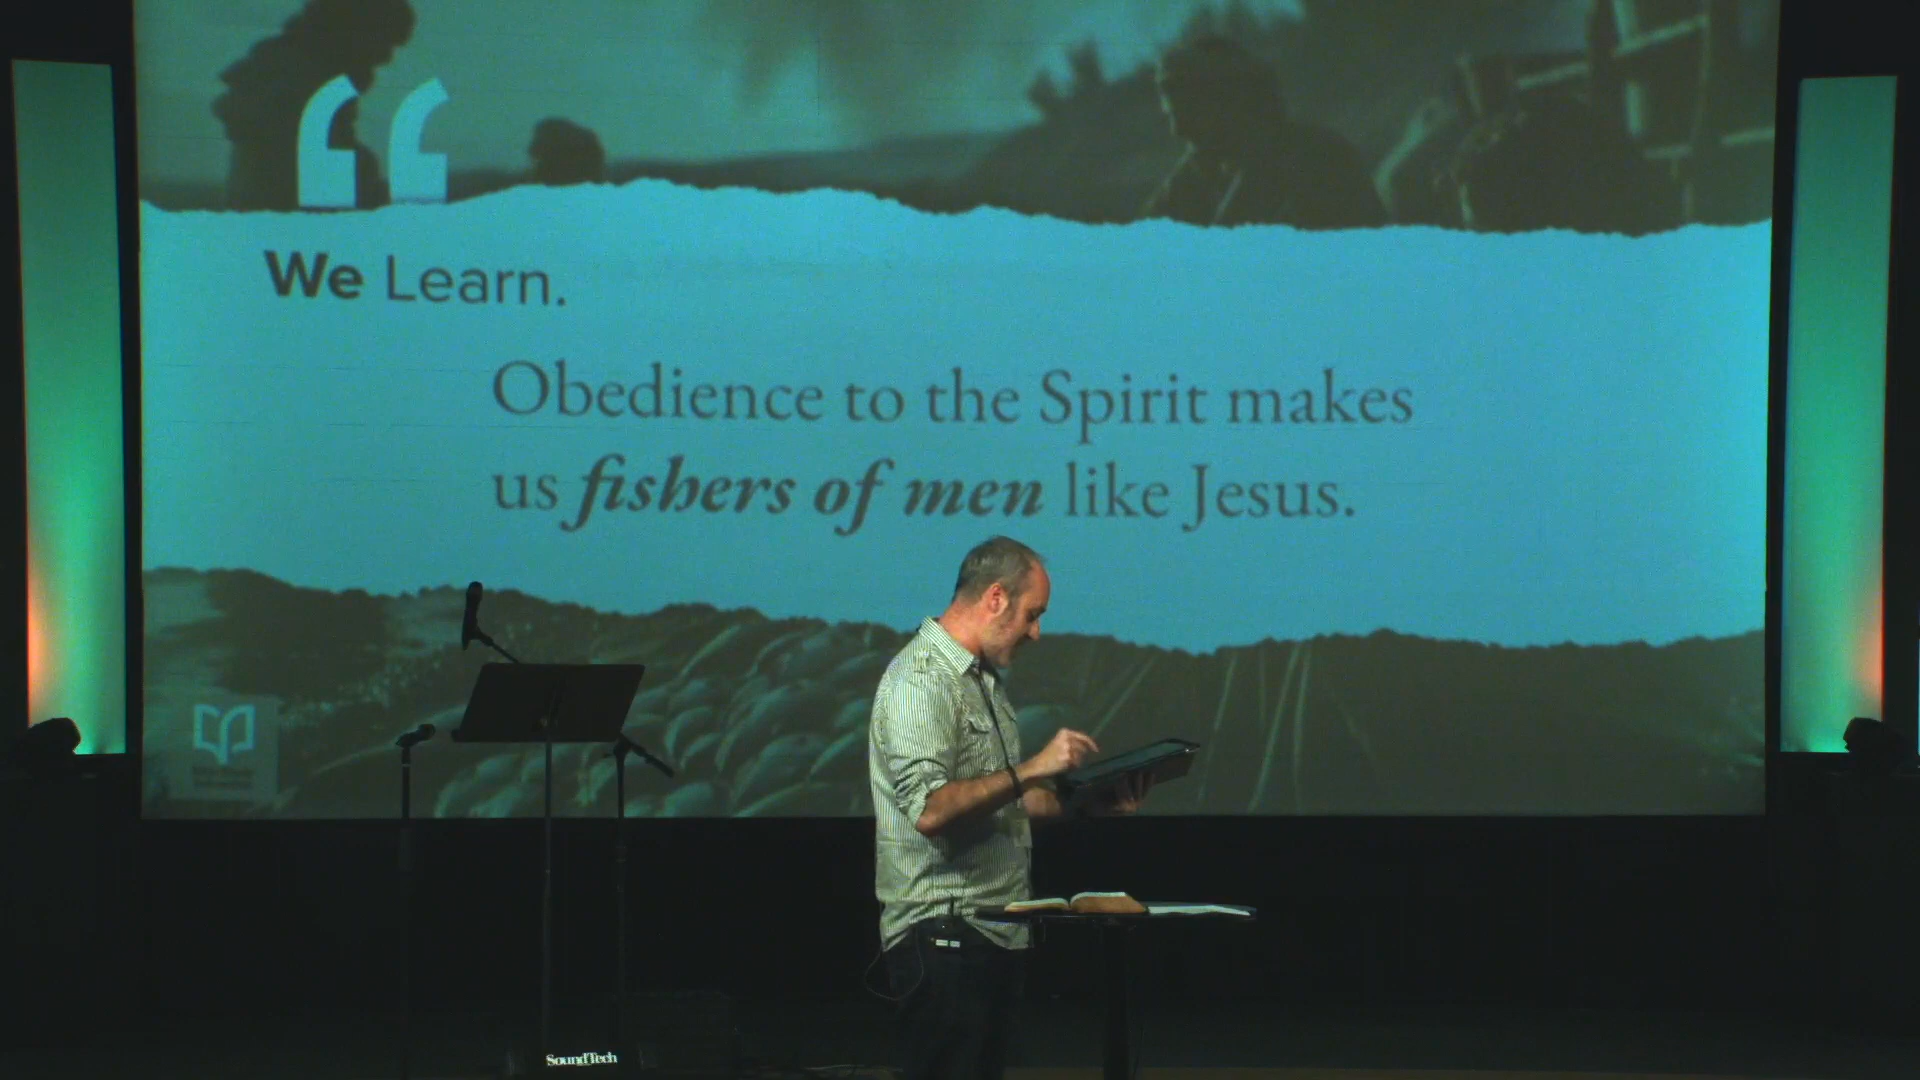 “
We Learn.
Obedience to the Spirit makes
us fishers of men like Jesus.
SoundTech